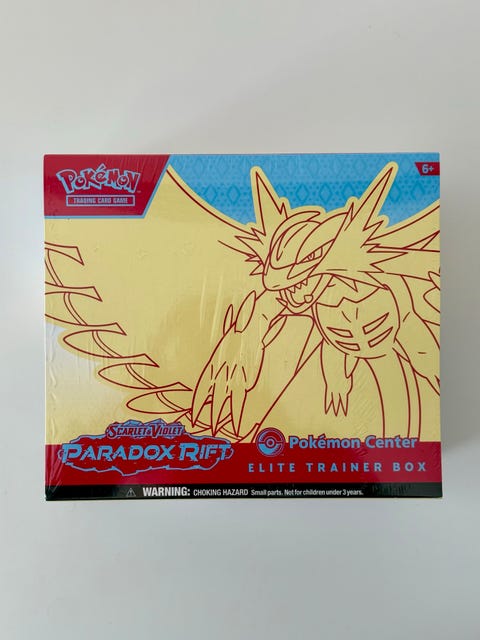 POKéMON
TRADING CARD GAME
6+
SCARLET & VIOLET
PARADOX RIFT
Pokémon Center
ELITE TRAINER BOX
WARNING: CHOKING HAZARD Small parts. Not for children under 3 years.